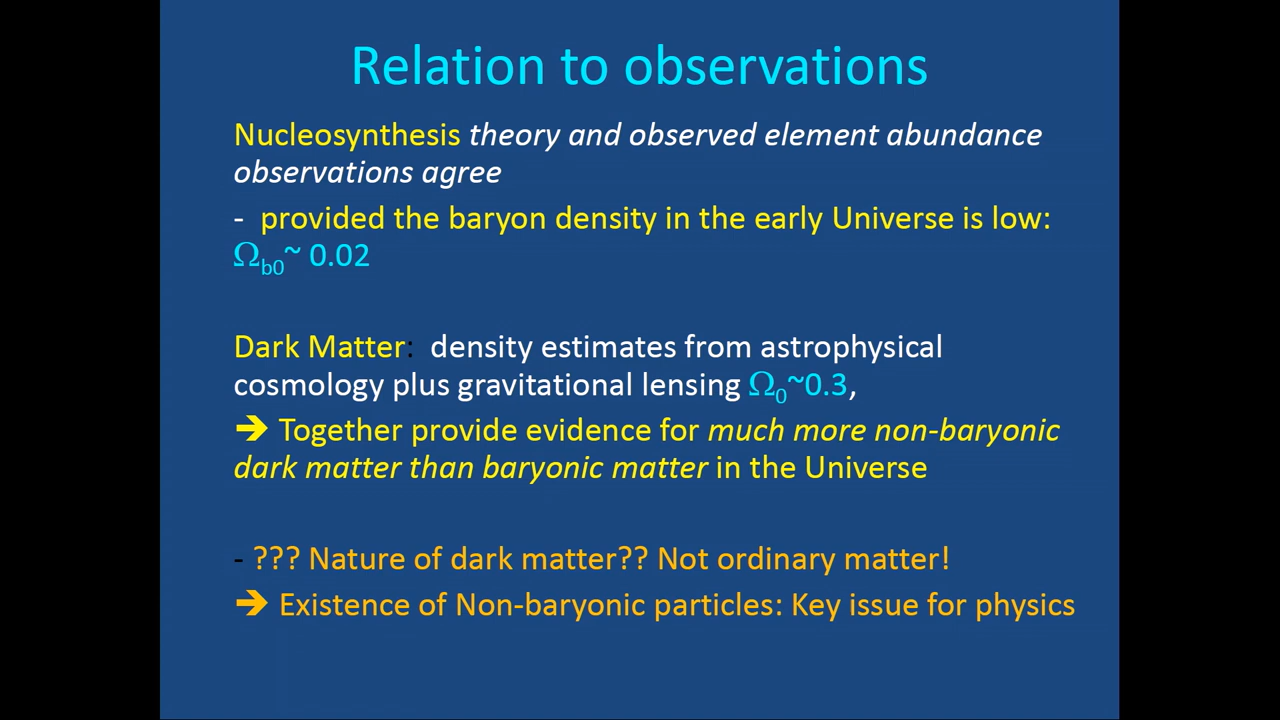 Relation to observations
Nucleosynthesis theory and observed element abundance
observations agree
- provided the baryon density in the early Universe is low:
Ωb0~ 0.02
Dark Matter: density estimates from astrophysical
cosmology plus gravitational lensing Ω0~0.3,
➔ Together provide evidence for much more non-baryonic
dark matter than baryonic matter in the Universe
- ??? Nature of dark matter?? Not ordinary matter!
➔ Existence of Non-baryonic particles: Key issue for physics